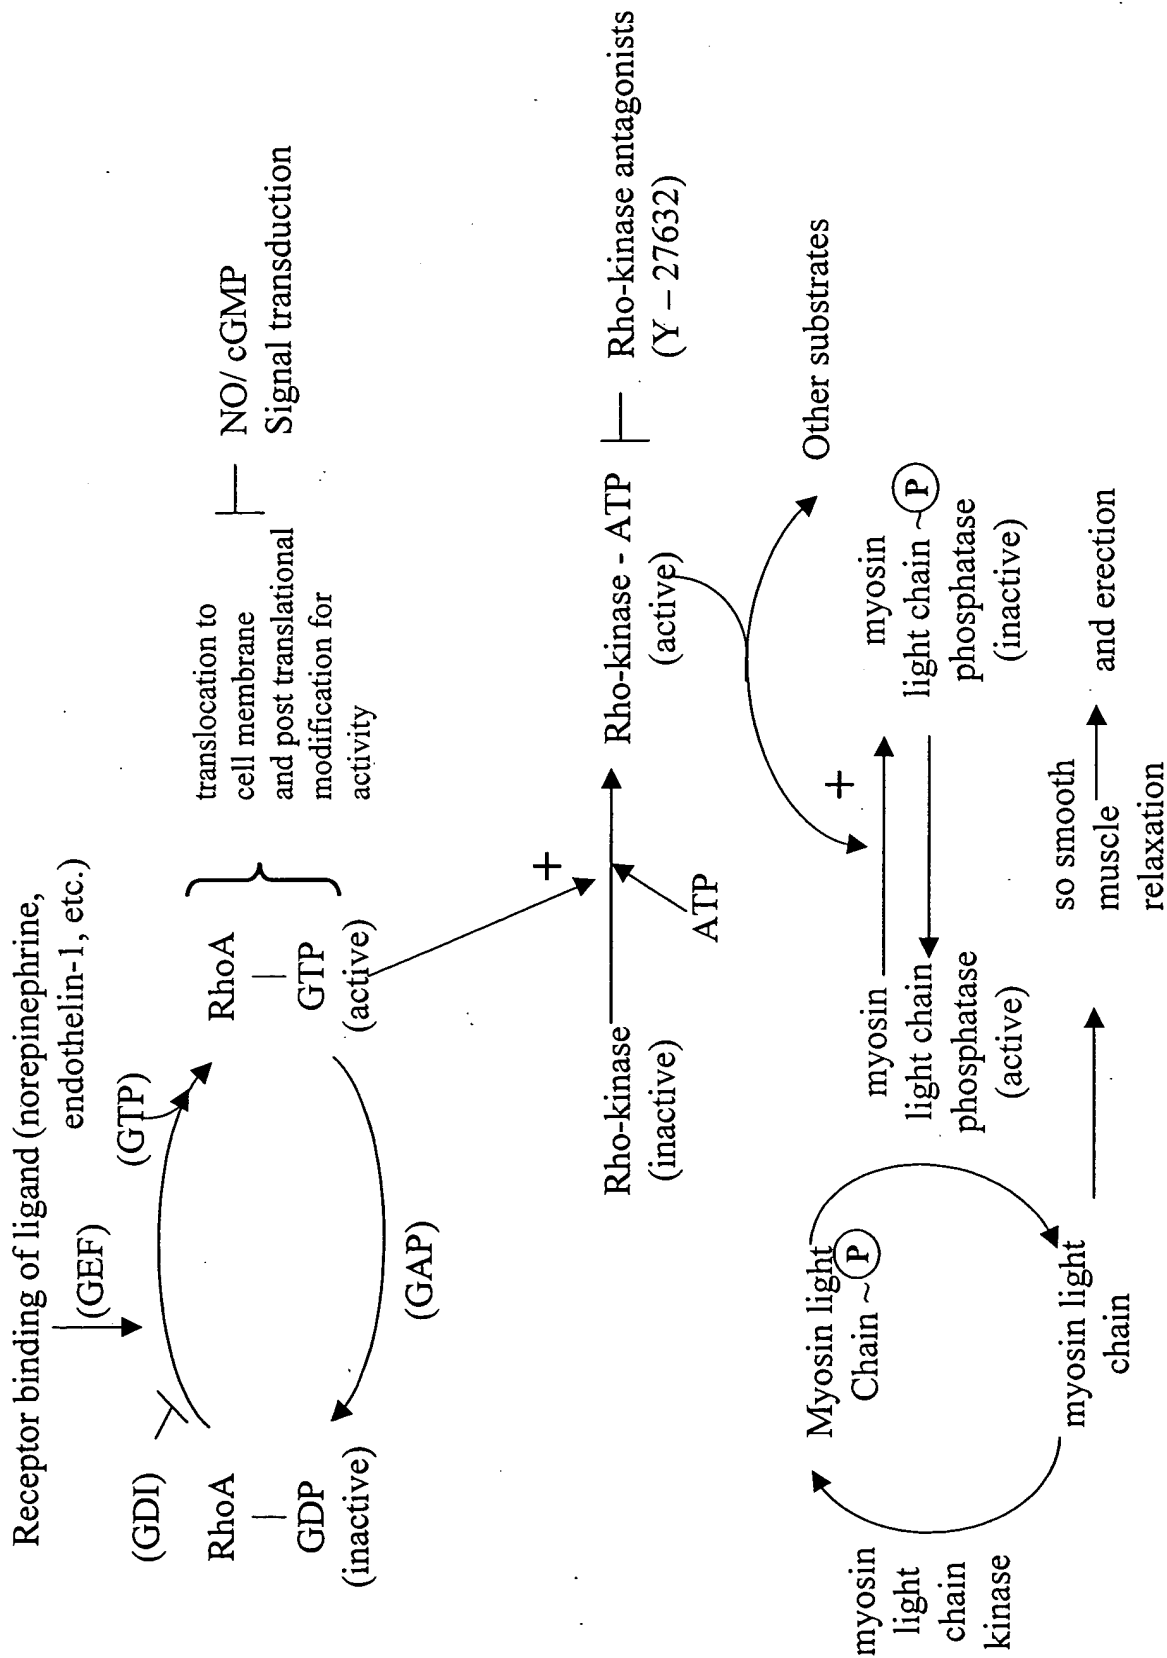 Receptor binding of ligand (norepinephrine,
endothelin-1, etc.)
(GDI)
(GEF)
(GTP)
RhoA
GDP
(inactive)
RhoA
GTP
(active)
(GAP)
translocation to
cell membrane
and post translational
modification for
activity
NO/ cGMP
Signal transduction
+
Rho-kinase
(inactive)
ATP
Rho-kinase - ATP
(active)
Rho-kinase antagonists
(Y – 27632)
Other substrates
+
myosin
light chain
phosphatase
(active)
myosin
light chain ~ P
phosphatase
(inactive)
Myosin light
Chain ~ P
myosin
light
chain
kinase
myosin light
chain
so smooth
muscle
relaxation
and erection